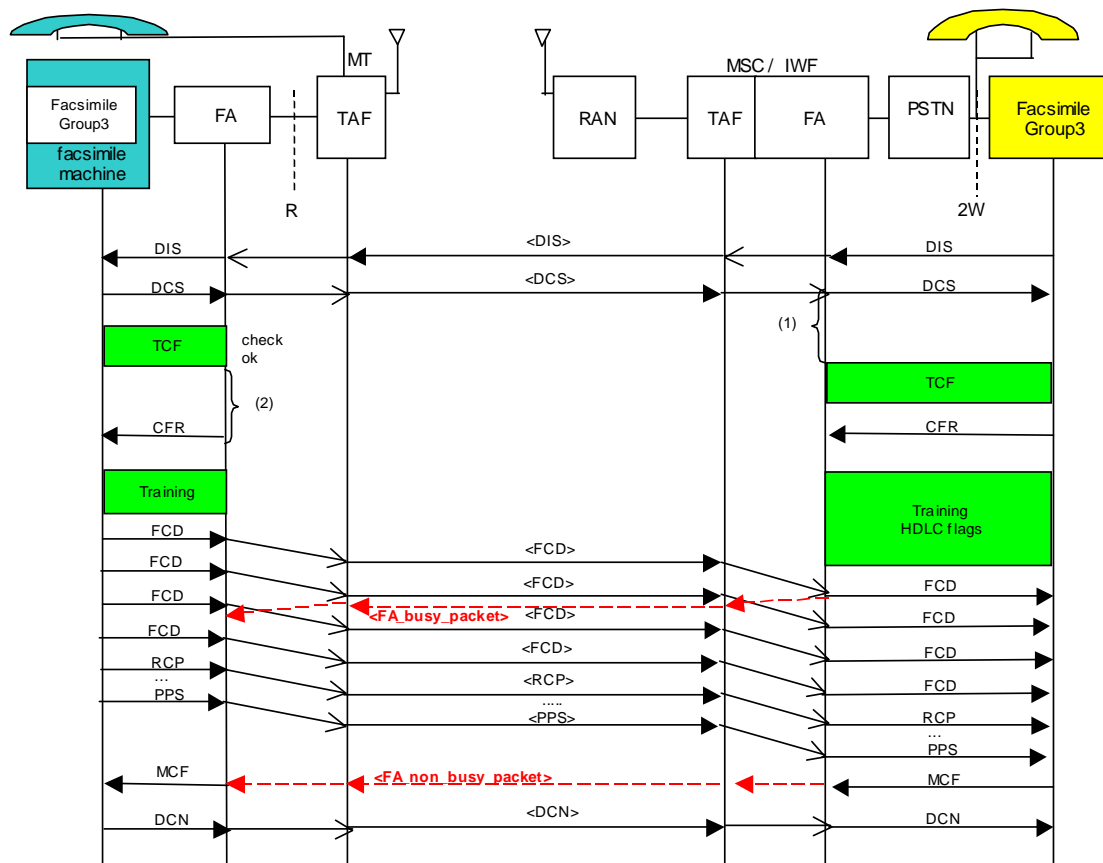 MT
MSC / IWF
Facsimile
Group3
facsimile
machine
FA
TAF
RAN
TAF
FA
PSTN
Facsimile
Group3
R
2W
DIS
<DIS>
DIS
DCS
<DCS>
DCS
(1)
TCF
check
ok
TCF
(2)
CFR
CFR
Training
Training
HDLC flags
FCD
<FCD>
FCD
<FCD>
FCD
FCD
<FA_busy_packet>
<FCD>
FCD
FCD
<FCD>
FCD
RCP
<RCP>
FCD
...
.....
PPS
<PPS>
RCP
...
PPS
MCF
<FA_non_busy_packet>
MCF
DCN
<DCN>
DCN